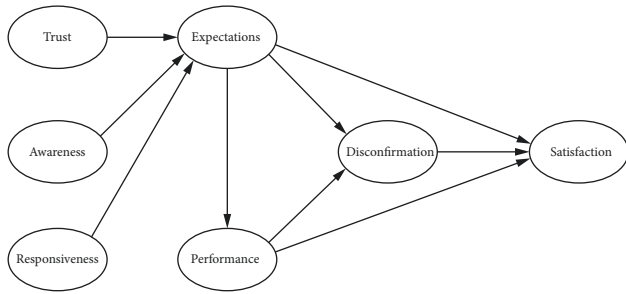 Trust
Expectations
Awareness
Disconfirmation
Satisfaction
Responsiveness
Performance